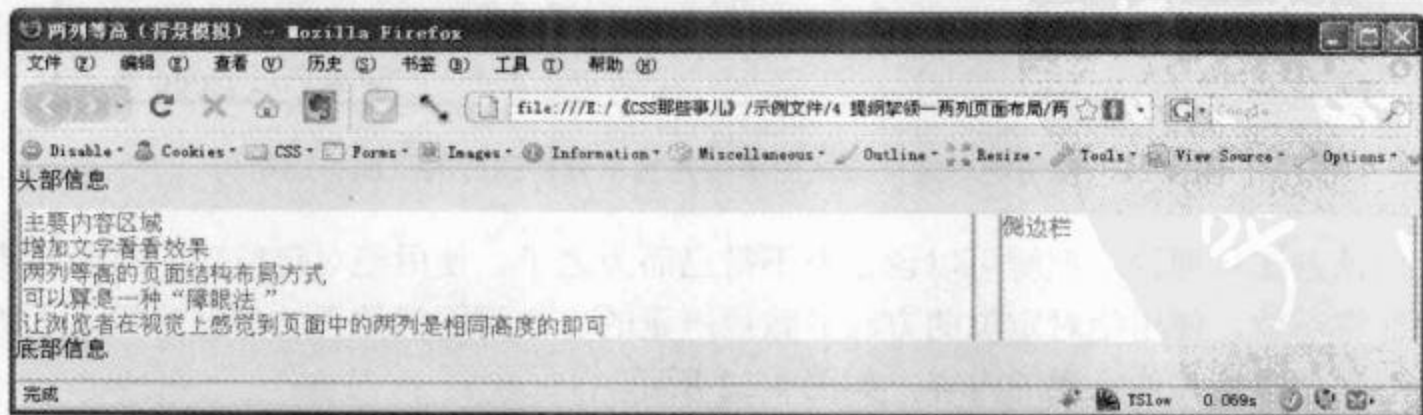 两列等高（背景模拟） - Mozilla Firefox
文件 (F) 编辑 (E) 查看 (V) 历史 (S) 书签 (B) 工具 (T) 帮助 (H)
file:///E:/《CSS那些事儿》/示例文件/4 提纲挈领—两列页面布局/两 G Google
Disable Cookies CSS Forms Images Information Miscellaneous Outline Resize Tools View Source Options
头部信息
主要内容区域 侧边栏
增加文字看看效果
两列等高的页面结构布局方式
可以算是一种“障眼法”
让浏览者在视觉上感觉到页面中的两列是相同高度的即可
底部信息
完成 YSlow 0.069s